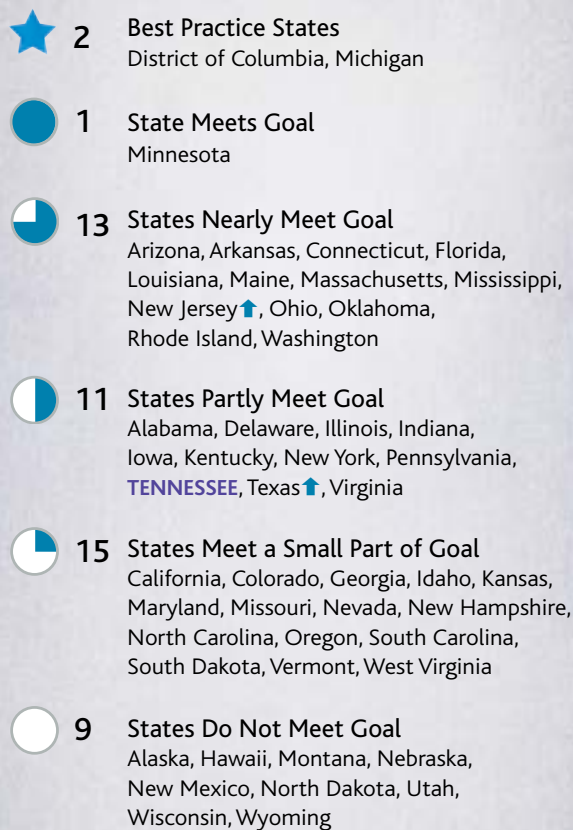 2 Best Practice States
District of Columbia, Michigan
1 State Meets Goal
Minnesota
13 States Nearly Meet Goal
Arizona, Arkansas, Connecticut, Florida,
Louisiana, Maine, Massachusetts, Mississippi,
New Jersey⬆, Ohio, Oklahoma,
Rhode Island, Washington
11 States Partly Meet Goal
Alabama, Delaware, Illinois, Indiana,
Iowa, Kentucky, New York, Pennsylvania,
TENNESSEE, Texas⬆, Virginia
15 States Meet a Small Part of Goal
California, Colorado, Georgia, Idaho, Kansas,
Maryland, Missouri, Nevada, New Hampshire,
North Carolina, Oregon, South Carolina,
South Dakota, Vermont, West Virginia
9 States Do Not Meet Goal
Alaska, Hawaii, Montana, Nebraska,
New Mexico, North Dakota, Utah,
Wisconsin, Wyoming